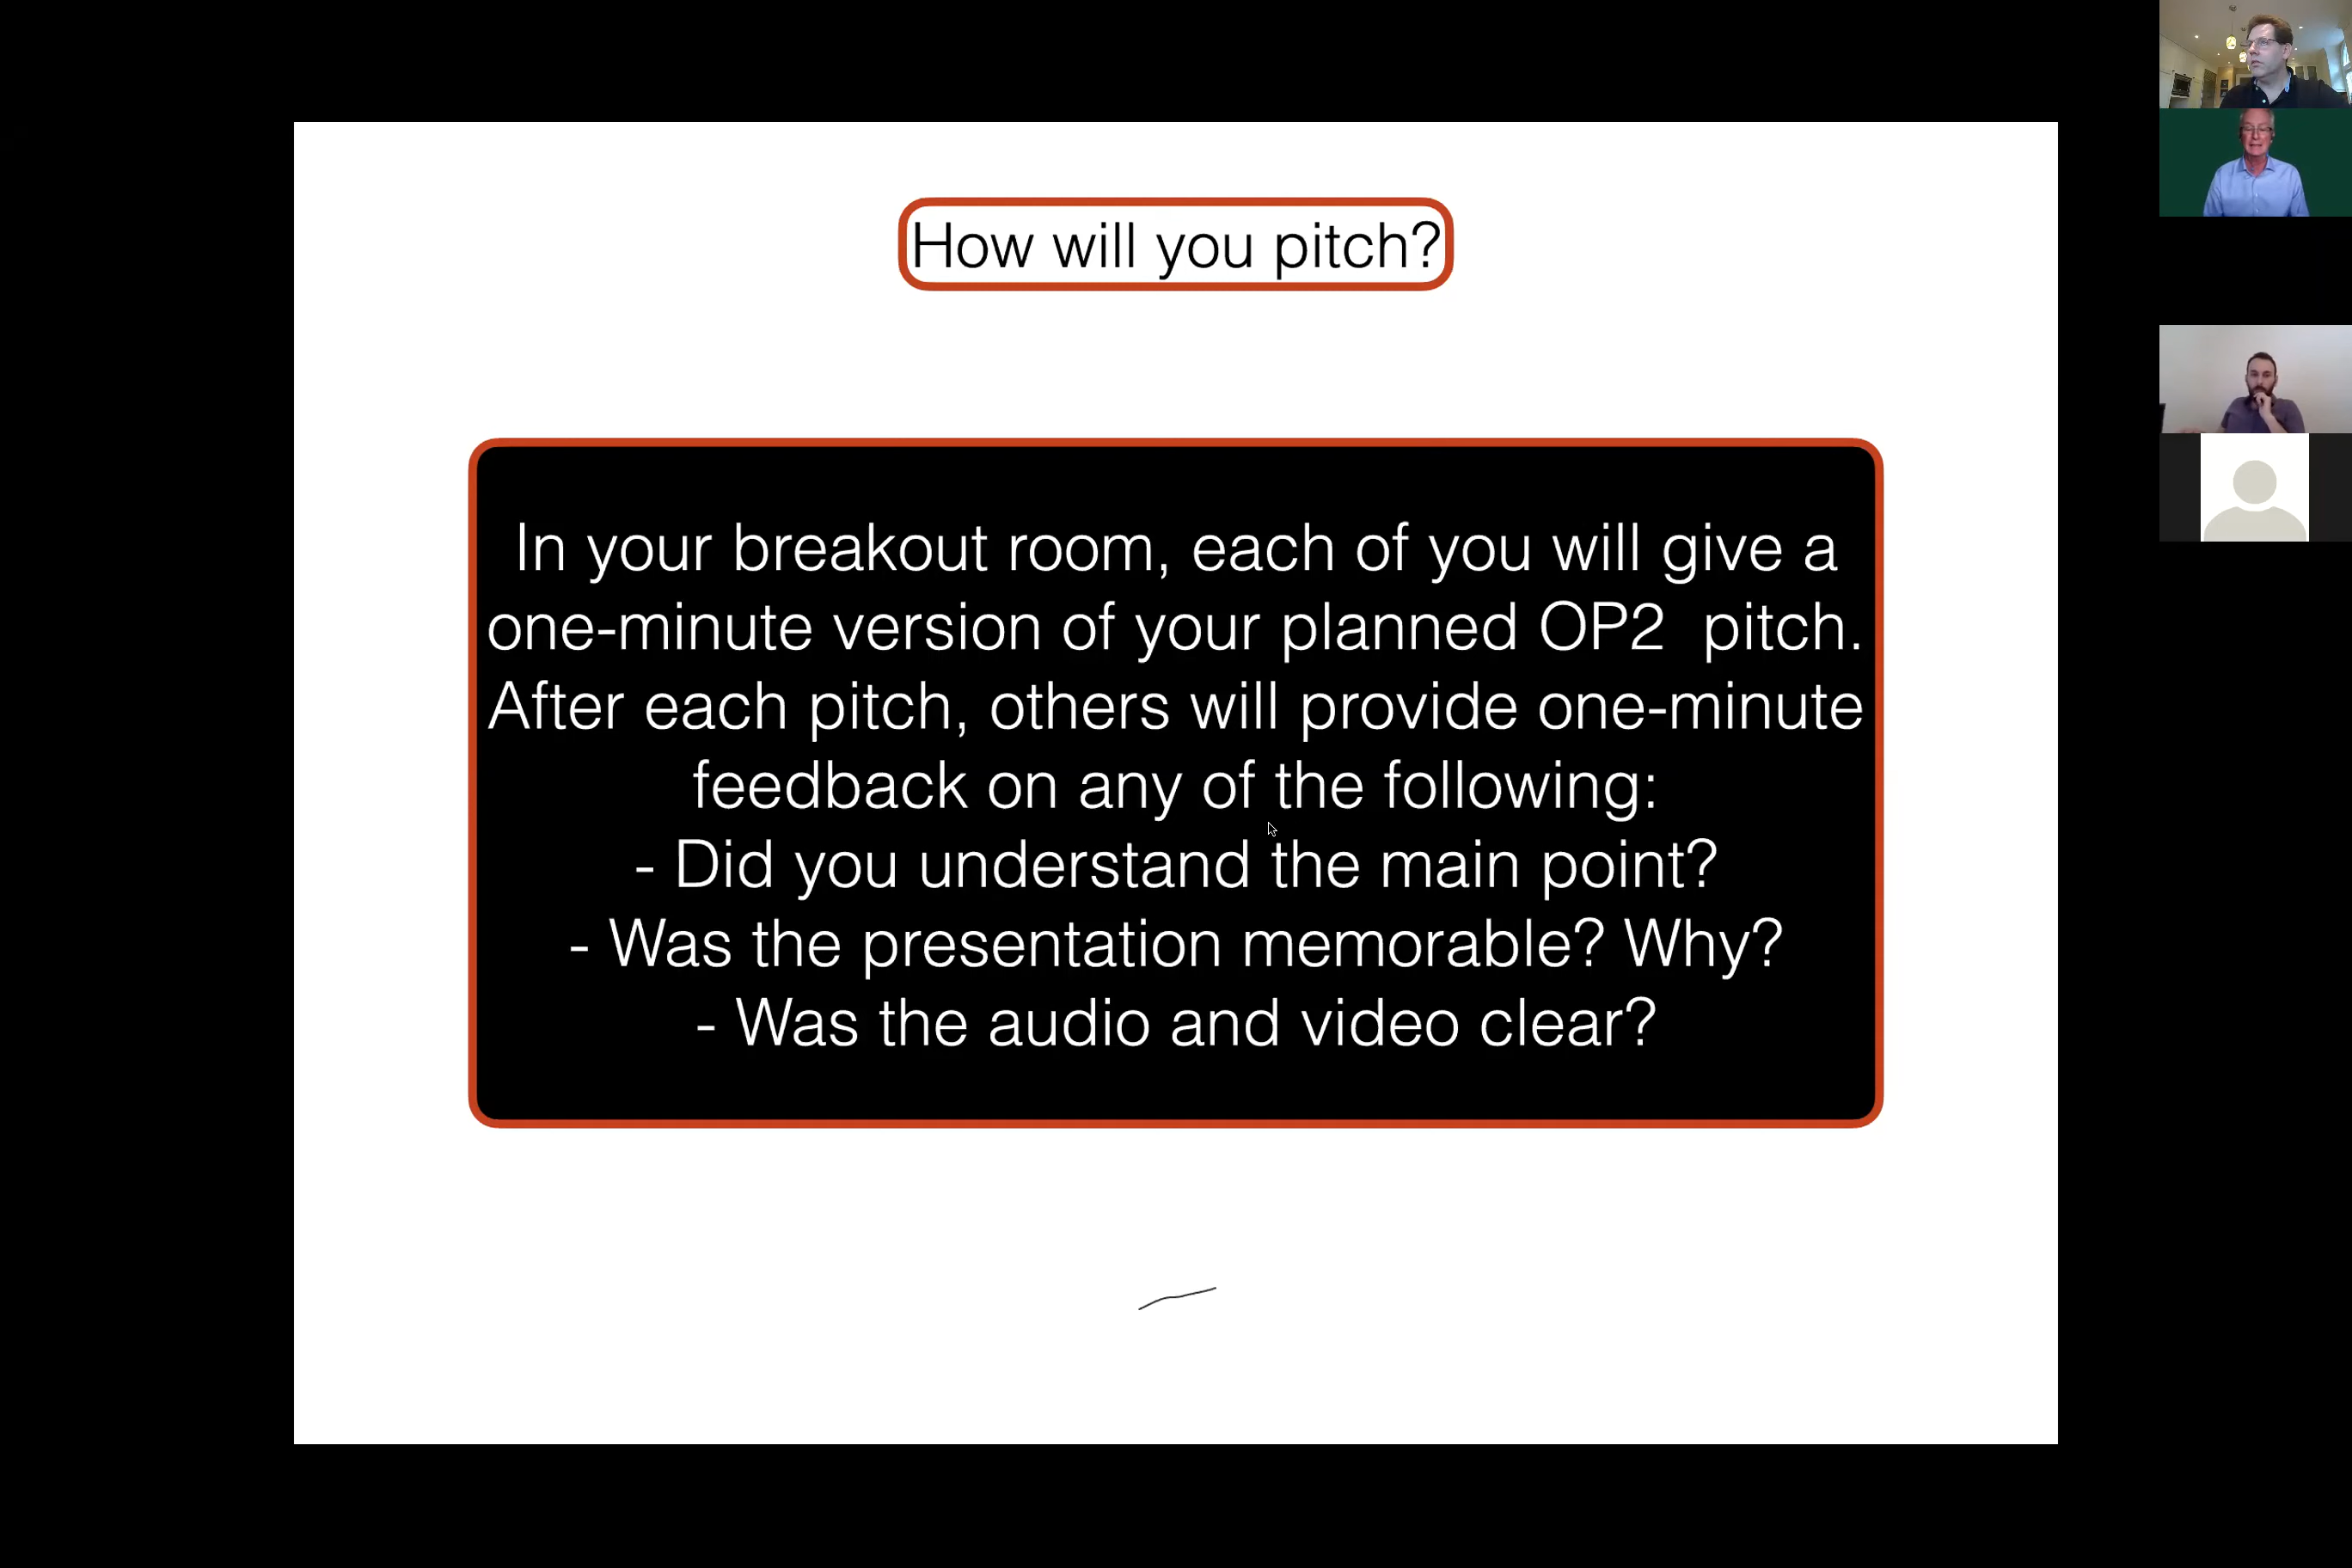 How will you pitch?
In your breakout room, each of you will give a
one-minute version of your planned OP2  pitch.
After each pitch, others will provide one-minute
feedback on any of the following:
- Did you understand the main point?
- Was the presentation memorable? Why?
- Was the audio and video clear?